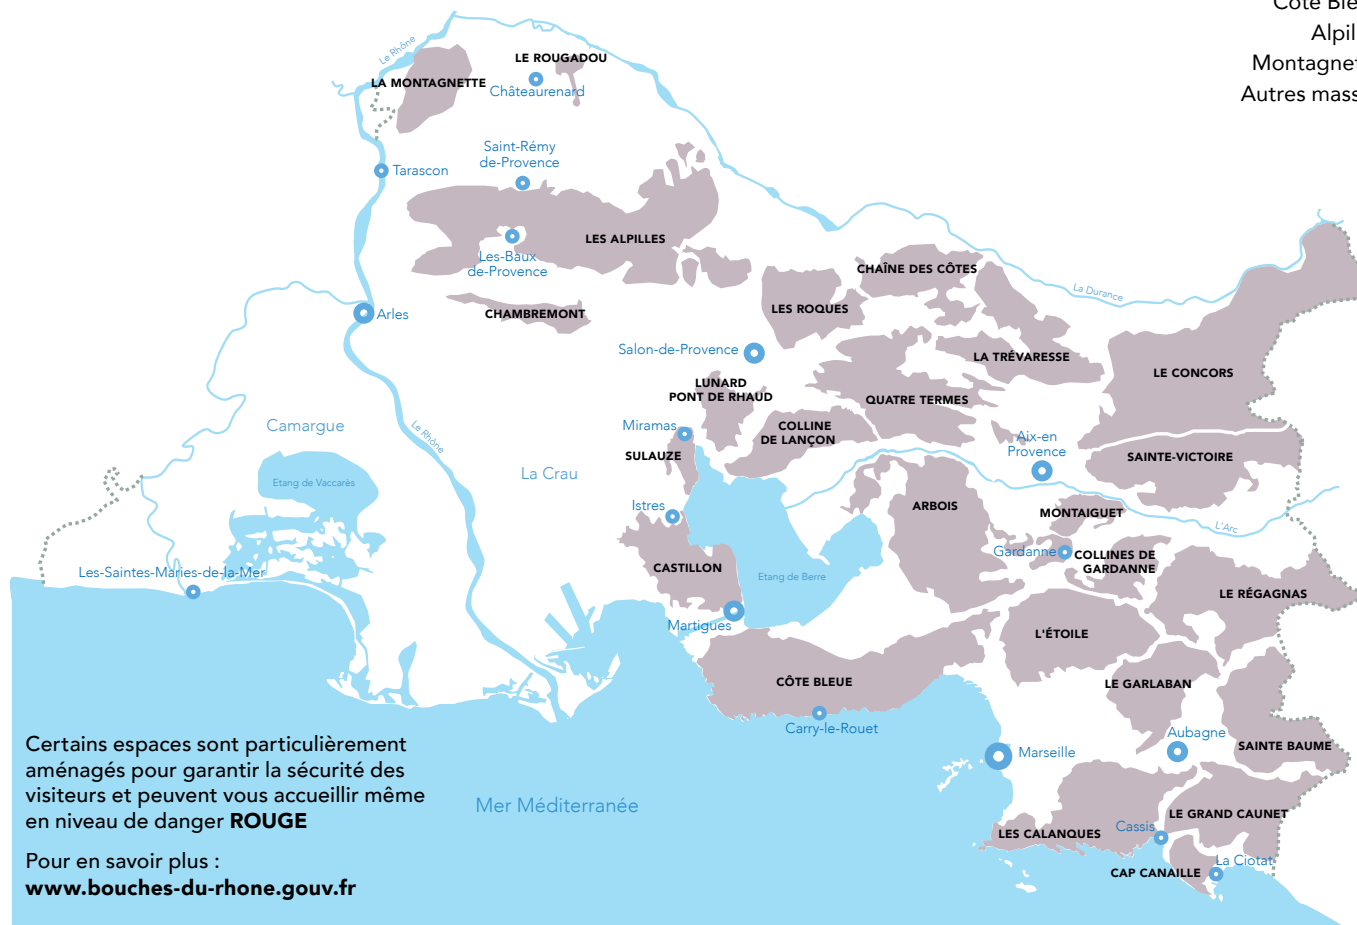 Côte Ble
Alpil
Montagnet
Autres mass
Le Rhône
LE ROUGADOU
LA MONTAGNETTE
Châteaurenard
Saint-Rémy
de-Provence
Tarascon
LES ALPILLES
Les-Baux
de-Provence
CHAÎNE DES CÔTES
La Durance
CHAMBREMONT
Arles
LES ROQUES
Salon-de-Provence
LA TRÉVARESSE
LE CONCORS
LUNARD
PONT DE RHAUD
QUATRE TERMES
Camargue
Le Rhône
Miramas
COLLINE
DE LANÇON
Aix-en
Provence
SULAUZE
SAINTE-VICTOIRE
La Crau
Etang de Vaccarès
Istres
ARBOIS
MONTAIGUET
L'Arc
Gardanne
COLLINES DE
GARDANNE
CASTILLON
Etang de Berre
Les-Saintes-Maries-de-la-Mer
LE RÉGAGNAS
Martigues
L'ÉTOILE
CÔTE BLEUE
LE GARLABAN
Carry-le-Rouet
Aubagne
Marseille
SAINTE BAUME
Certains espaces sont particulièrement
aménagés pour garantir la sécurité des
visiteurs et peuvent vous accueillir même
en niveau de danger ROUGE
Mer Méditerranée
LE GRAND CAUNET
Cassis
LES CALANQUES
La Ciotat
CAP CANAILLE
Pour en savoir plus :
www.bouches-du-rhone.gouv.fr